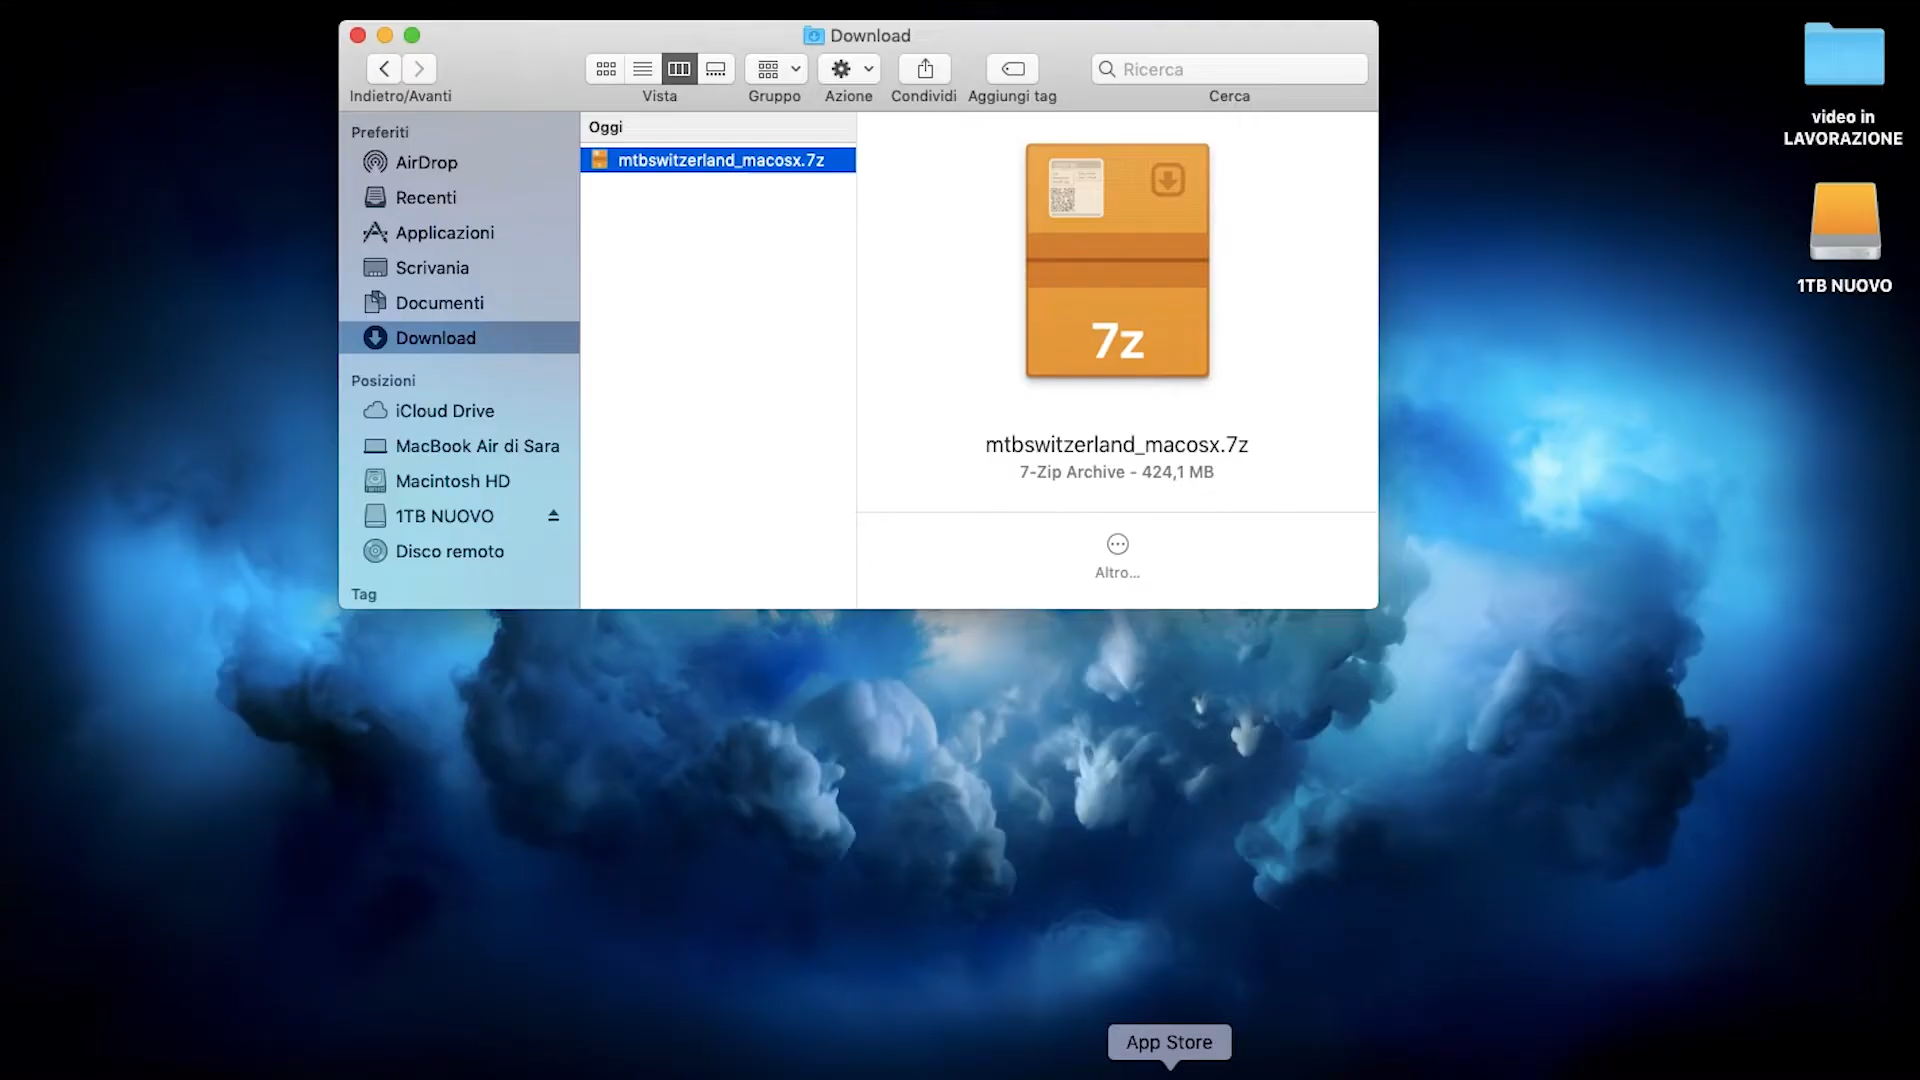 Download
Indietro/Avanti
Vista
Gruppo
Azione
Condividi
Aggiungi tag
Ricerca
Cerca
Preferiti
AirDrop
Recenti
Applicazioni
Scrivania
Documenti
Download
Posizioni
iCloud Drive
MacBook Air di Sara
Macintosh HD
1TB NUOVO
Disco remoto
Tag
Oggi
mtbswitzerland_macosx.7z
7z
mtbswitzerland_macosx.7z
7-Zip Archive - 424,1 MB
Altro...
video in
LAVORAZIONE
1TB NUOVO
App Store